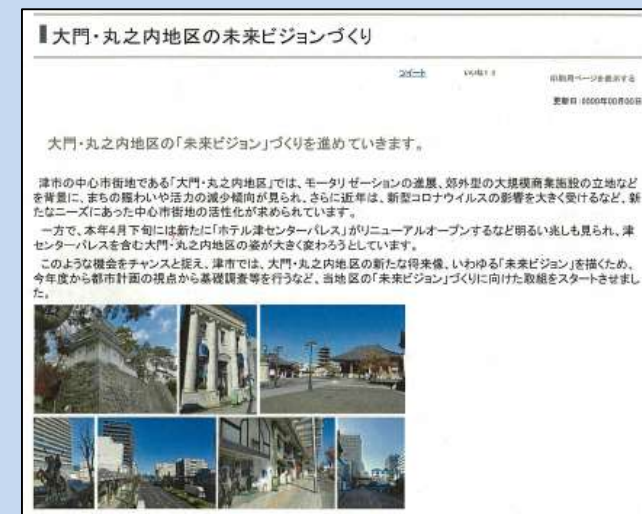 大門・丸之内地区の未来ビジョンづくり
ツイート いいね！0 印刷用ページを表示する
更新日：0000年00月00日
大門・丸之内地区の「未来ビジョン」づくりを進めていきます。
津市の中心市街地である「大門・丸之内地区」では、モータリゼーションの進展、郊外型の大規模商業施設の立地など
を背景に、まちの賑わいや活力の減少傾向が見られ、さらに近年は、新型コロナウイルスの影響を大きく受けるなど、新
たなニーズにあった中心市街地の活性化が求められています。
一方で、本年4月下旬には新たに「ホテル津センターパレス」がリニューアルオープンするなど明るい兆しも見られ、津
センターパレスを含む大門・丸之内地区の姿が大きく変わろうとしています。
このような機会をチャンスと捉え、津市では、大門・丸之内地区の新たな将来像、いわゆる「未来ビジョン」を描くため、
今年度から都市計画の視点から基礎調査等を行うなど、当地区の「未来ビジョン」づくりに向けた取組をスタートさせまし
た。